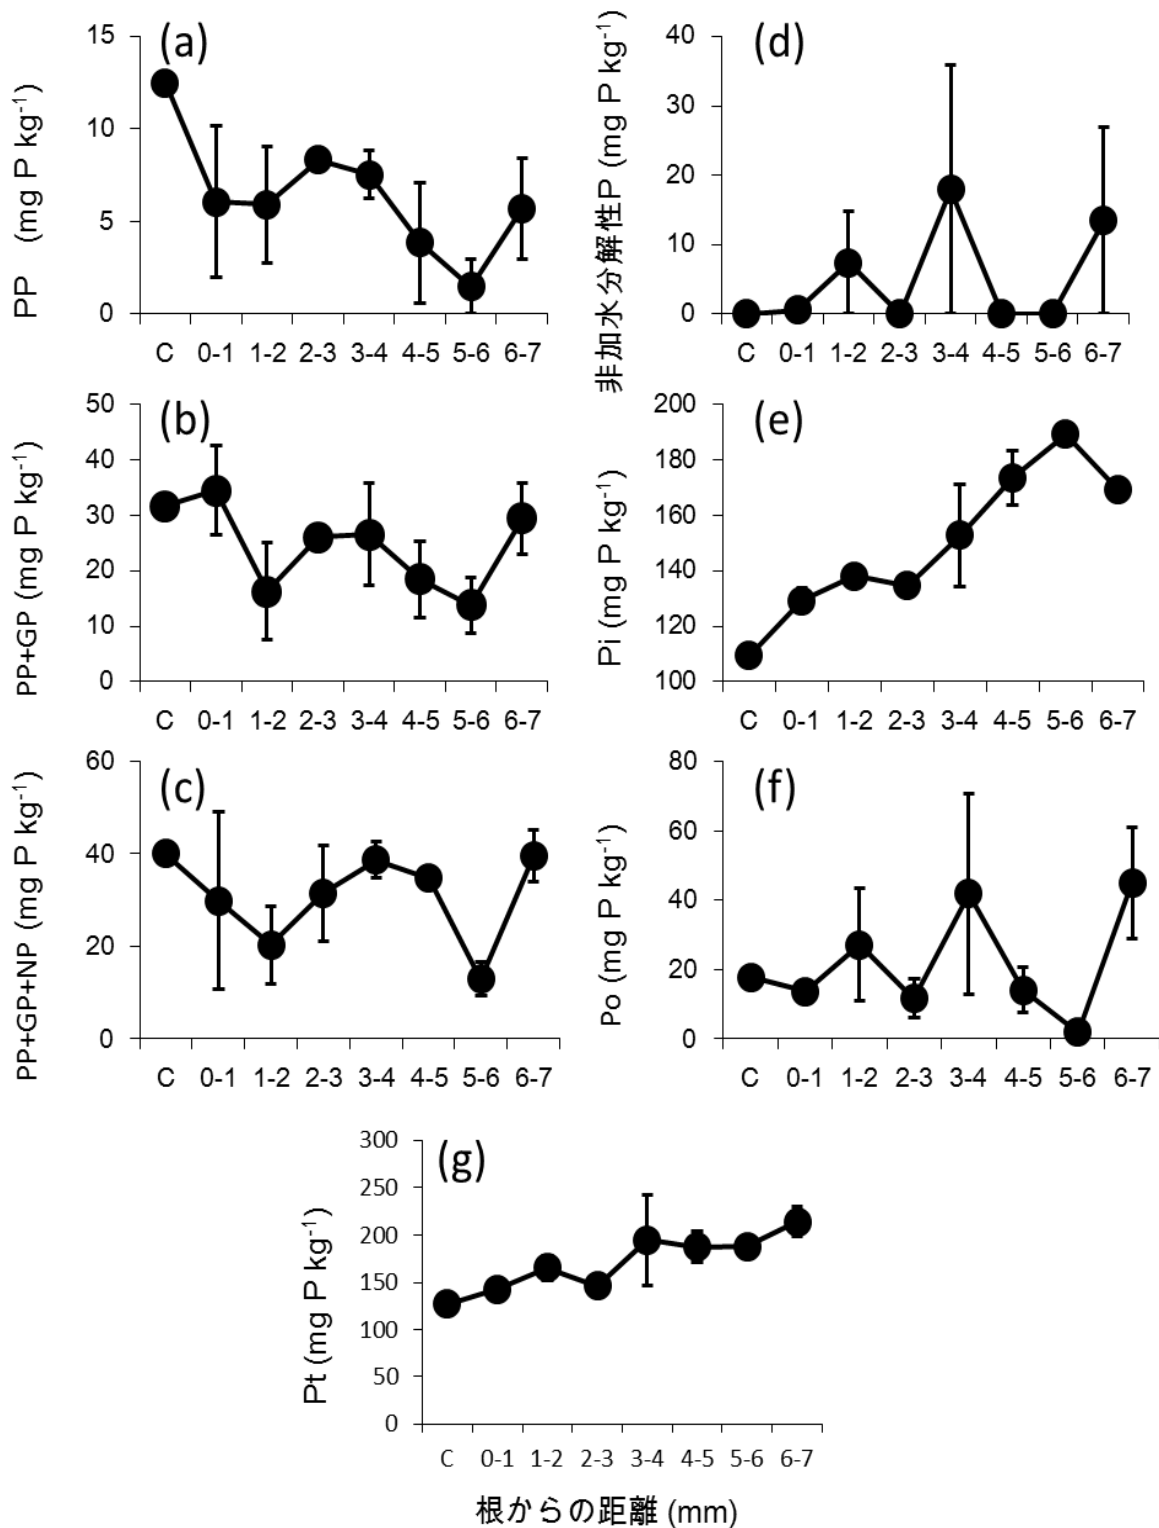 (a)
PP (mg P kg-1)
15
10
5
0
C 0-1 1-2 2-3 3-4 4-5 5-6 6-7
(d)
非加水分解性P (mg P kg-1)
40
30
20
10
0
C 0-1 1-2 2-3 3-4 4-5 5-6 6-7
(b)
PP+GP (mg P kg-1)
50
40
30
20
10
0
C 0-1 1-2 2-3 3-4 4-5 5-6 6-7
(e)
Pi (mg P kg-1)
200
180
160
140
120
100
C 0-1 1-2 2-3 3-4 4-5 5-6 6-7
(c)
PP+GP+NP (mg P kg-1)
60
40
20
0
C 0-1 1-2 2-3 3-4 4-5 5-6 6-7
(f)
Po (mg P kg-1)
80
60
40
20
0
C 0-1 1-2 2-3 3-4 4-5 5-6 6-7
(g)
Pt (mg P kg-1)
300
250
200
150
100
50
0
C 0-1 1-2 2-3 3-4 4-5 5-6 6-7
根からの距離 (mm)